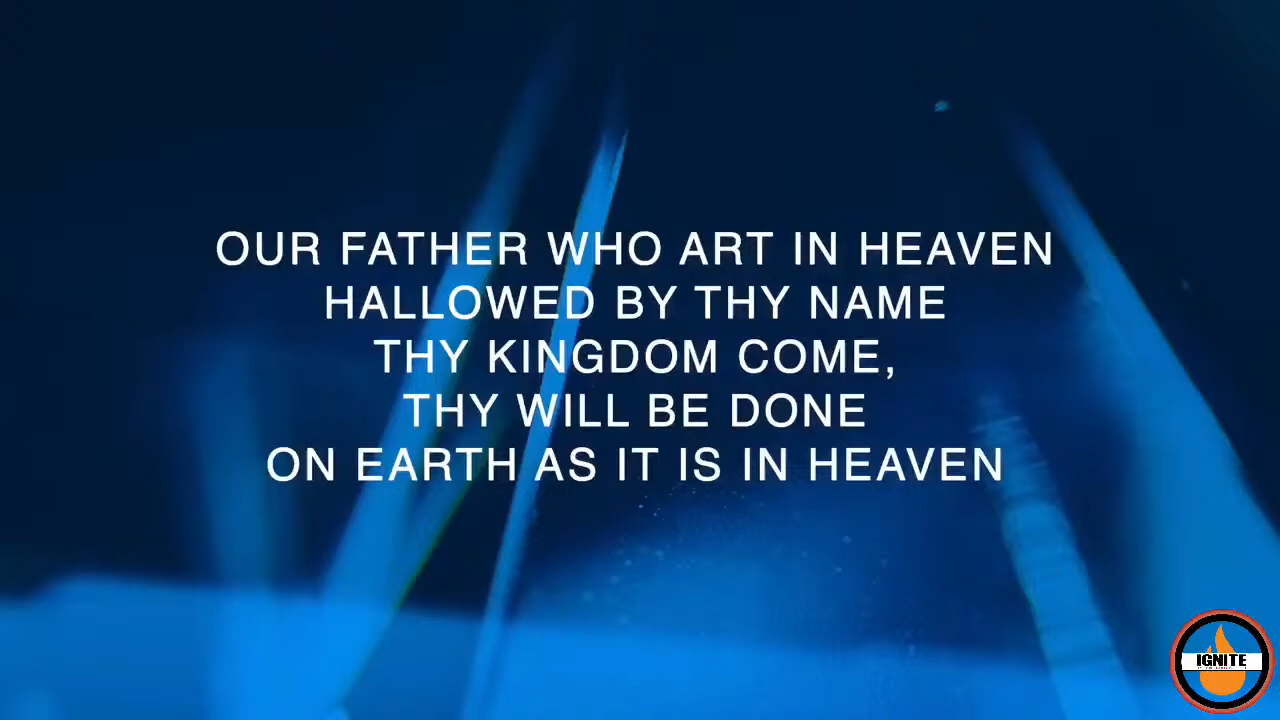 OUR FATHER WHO ART IN HEAVEN
HALLOWED BY THY NAME
THY KINGDOM COME,
THY WILL BE DONE
ON EARTH AS IT IS IN HEAVEN
IGNITE